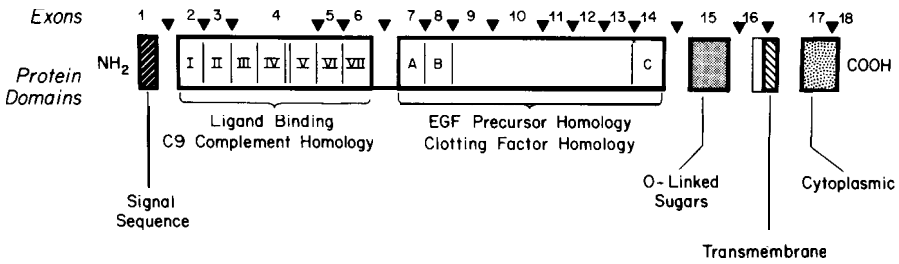 Exons 1 2 3 4 5 6 7 8 9 10 11 12 13 14 15 16 17 18
NH2 I II III IV V VI VII A B C COOH
Protein
Domains
Ligand Binding
C9 Complement Homology
EGF Precursor Homology
Clotting Factor Homology
Signal
Sequence
O-Linked
Sugars
Cytoplasmic
Transmembrane